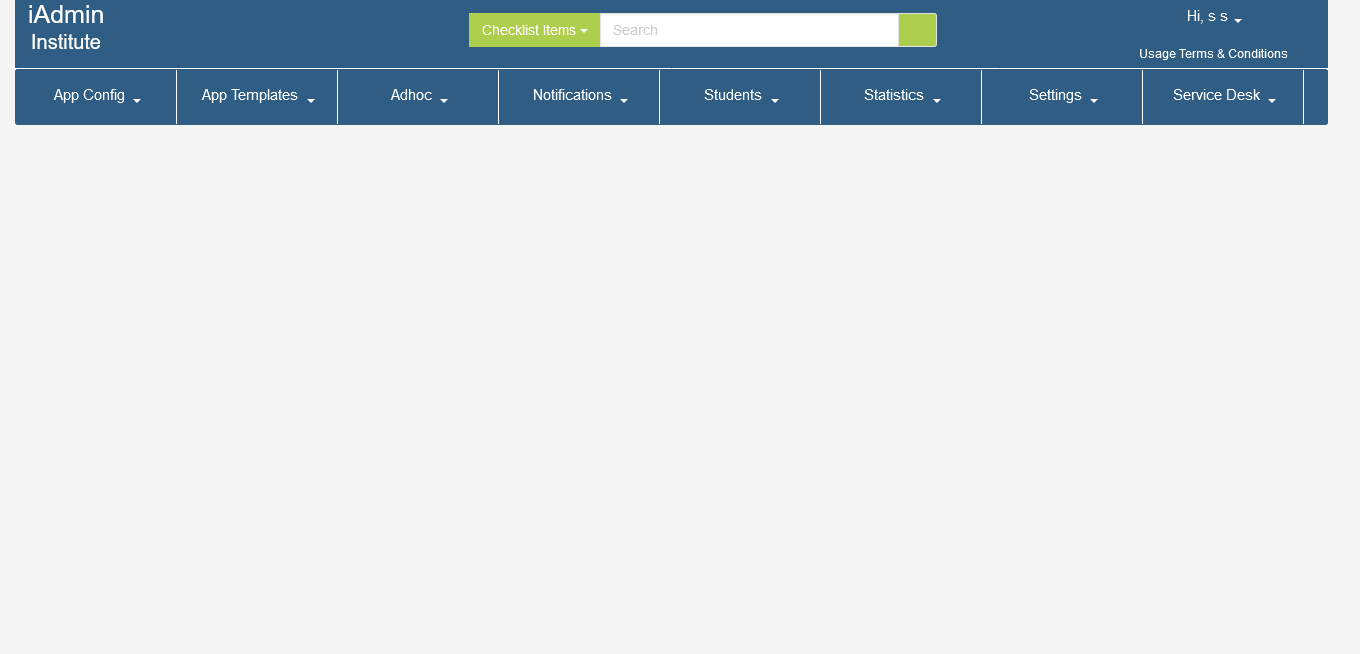 iAdmin
Institute
Checklist Items
Search
Hi, s s
Usage Terms & Conditions
App Config
App Templates
Adhoc
Notifications
Students
Statistics
Settings
Service Desk